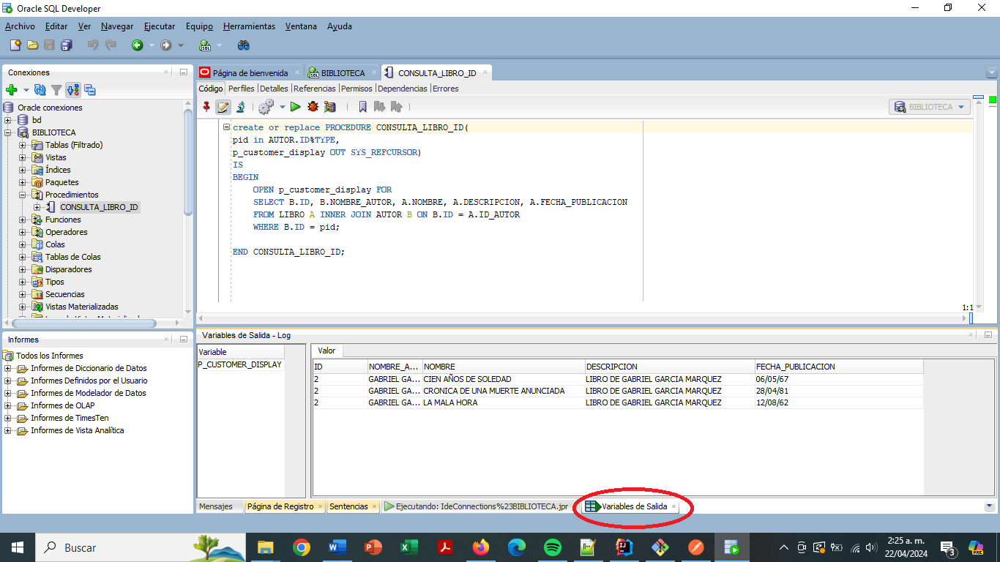 Oracle SQL Developer
Archivo Editar Ver Navegar Ejecutar Equipo Herramientas Ventana Ayuda
SQL
Conexiones
Oracle conexiones
bd
BIBLIOTECA
Tablas (Filtrado)
Vistas
Índices
Paquetes
Procedimientos
CONSULTA_LIBRO_ID
Funciones
Operadores
Colas
Tablas de Colas
Disparadores
Tipos
Secuencias
Vistas Materializadas
Informes
Todos los Informes
Informes de Diccionario de Datos
Informes Definidos por el Usuario
Informes de Modelador de Datos
Informes de OLAP
Informes de TimesTen
Informes de Vista Analítica
Página de bienvenida BIBLIOTECA CONSULTA_LIBRO_ID
Código Perfiles Detalles Referencias Permisos Dependencias Errores
BIBLIOTECA
create or replace PROCEDURE CONSULTA_LIBRO_ID(
pid in AUTOR.ID%TYPE,
p_customer_display OUT SYS_REFCURSOR)
IS
BEGIN
OPEN p_customer_display FOR
SELECT B.ID, B.NOMBRE_AUTOR, A.NOMBRE, A.DESCRIPCION, A.FECHA_PUBLICACION
FROM LIBRO A INNER JOIN AUTOR B ON B.ID = A.ID_AUTOR
WHERE B.ID = pid;
END CONSULTA_LIBRO_ID;
1:1
Variables de Salida - Log
Variable
P_CUSTOMER_DISPLAY
Valor
ID NOMBRE_A... NOMBRE DESCRIPCION FECHA_PUBLICACION
2 GABRIEL GA... CIEN AÑOS DE SOLEDAD LIBRO DE GABRIEL GARCIA MARQUEZ 06/05/67
2 GABRIEL GA... CRONICA DE UNA MUERTE ANUNCIADA LIBRO DE GABRIEL GARCIA MARQUEZ 28/04/81
2 GABRIEL GA... LA MALA HORA LIBRO DE GABRIEL GARCIA MARQUEZ 12/08/62
Mensajes Página de Registro Sentencias Ejecutando: IdeConnections%23BIBLIOTECA.jpr Variables de Salida
Buscar
2:25 a. m.
22/04/2024
3
PRE